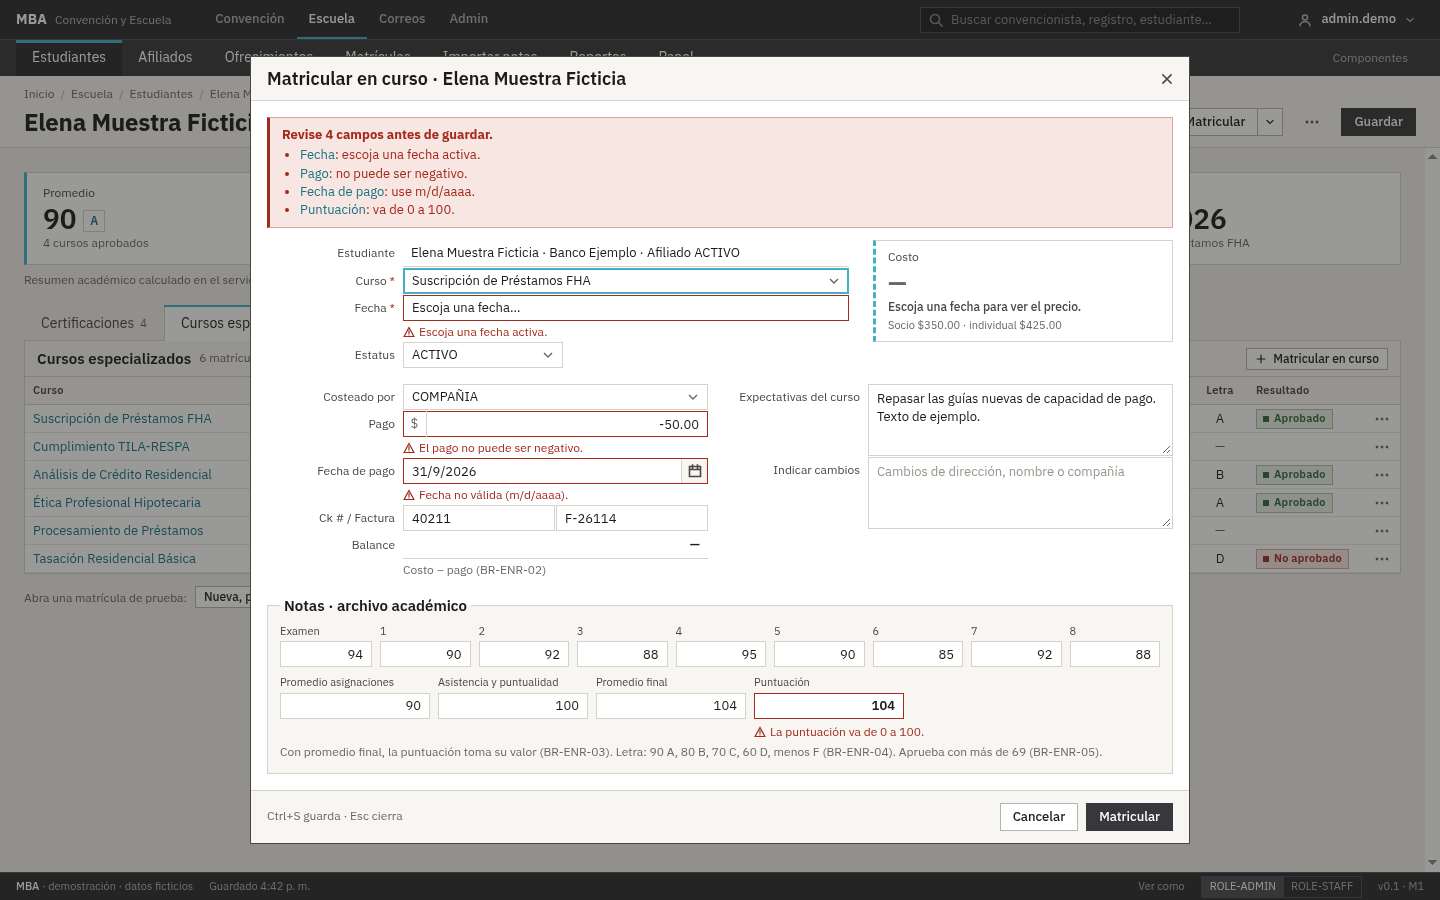 MBA Convención y Escuela Convención Escuela Correos Admin Buscar convencionista, registro, estudiante... admin.demo
Estudiantes Afiliados Componentes
Matricular en curso · Elena Muestra Ficticia
Inicio / Escuela / Estudiantes / Elena M
Elena Muestra Fictici Matricular Guardar
Revise 4 campos antes de guardar.
Fecha: escoja una fecha activa.
Pago: no puede ser negativo.
Fecha de pago: use m/d/aaaa.
Puntuación: va de 0 a 100.
Promedio
90 A
4 cursos aprobados
026
tamos FHA
Resumen académico calculado en el servi
Certificaciones 4 Cursos esp
Cursos especializados 6 matrícu
Matricular en curso
Curso Letra Resultado
Suscripción de Préstamos FHA A Aprobado
Cumplimiento TILA-RESPA —
Análisis de Crédito Residencial B Aprobado
Ética Profesional Hipotecaria A Aprobado
Procesamiento de Préstamos —
Tasación Residencial Básica D No aprobado
Abra una matrícula de prueba: Nueva, p
Estudiante Elena Muestra Ficticia · Banco Ejemplo · Afiliado ACTIVO
Curso * Suscripción de Préstamos FHA
Fecha * Escoja una fecha...
Escoja una fecha activa.
Estatus ACTIVO
Costo
—
Escoja una fecha para ver el precio.
Socio $350.00 · individual $425.00
Costeado por COMPAÑIA
Pago $ -50.00
El pago no puede ser negativo.
Fecha de pago 31/9/2026
Fecha no válida (m/d/aaaa).
Ck # / Factura 40211 F-26114
Balance —
Costo − pago (BR-ENR-02)
Expectativas del curso Repasar las guías nuevas de capacidad de pago.
Texto de ejemplo.
Indicar cambios Cambios de dirección, nombre o compañía
Notas · archivo académico
Examen 1 2 3 4 5 6 7 8
94 90 92 88 95 90 85 92 88
Promedio asignaciones Asistencia y puntualidad Promedio final Puntuación
90 100 104 104
La puntuación va de 0 a 100.
Con promedio final, la puntuación toma su valor (BR-ENR-03). Letra: 90 A, 80 B, 70 C, 60 D, menos F (BR-ENR-04). Aprueba con más de 69 (BR-ENR-05).
Ctrl+S guarda · Esc cierra Cancelar Matricular
MBA · demostración · datos ficticios Guardado 4:42 p. m. Ver como ROLE-ADMIN ROLE-STAFF v0.1 · M1